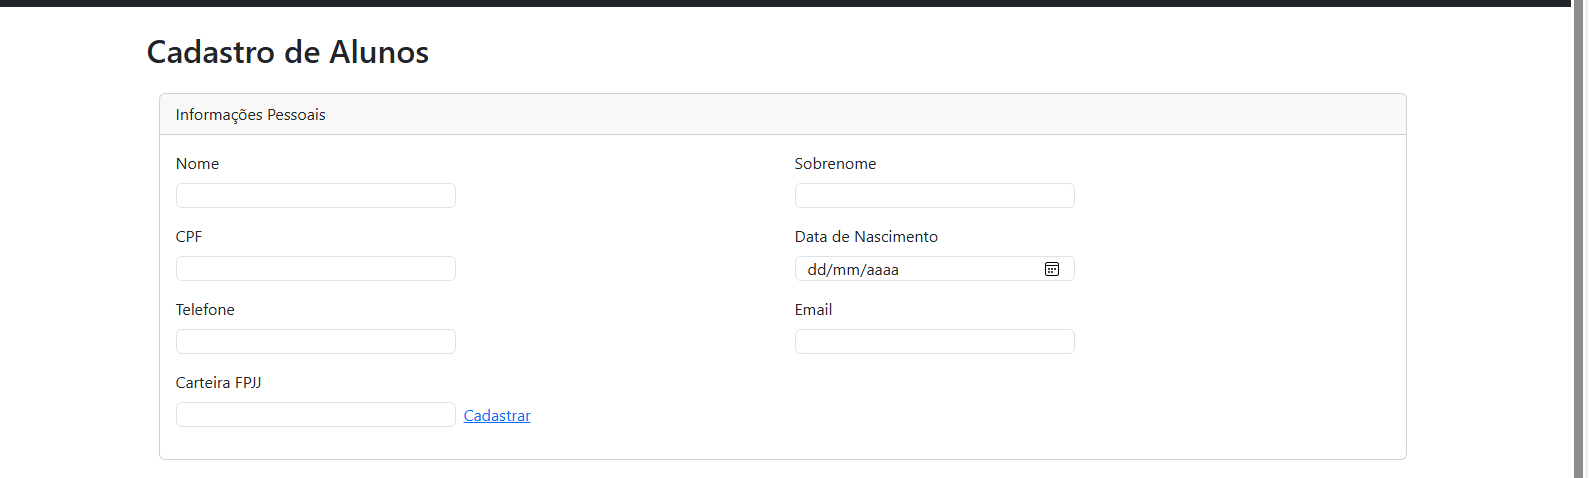 Cadastro de Alunos
Informações Pessoais
Nome
Sobrenome
CPF
Data de Nascimento
dd/mm/aaaa
Telefone
Email
Carteira FPJJ
Cadastrar